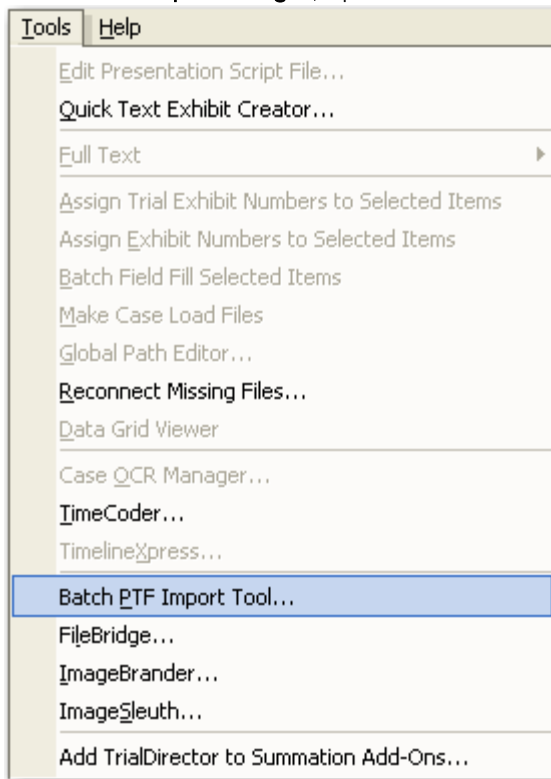 Tools Help
Edit Presentation Script File...
Quick Text Exhibit Creator...
Full Text
Assign Trial Exhibit Numbers to Selected Items
Assign Exhibit Numbers to Selected Items
Batch Field Fill Selected Items
Make Case Load Files
Global Path Editor...
Reconnect Missing Files...
Data Grid Viewer
Case OCR Manager...
TimeCoder...
TimelineXpress...
Batch PTF Import Tool...
FileBridge...
ImageBrander...
ImageSleuth...
Add TrialDirector to Summation Add-Ons...